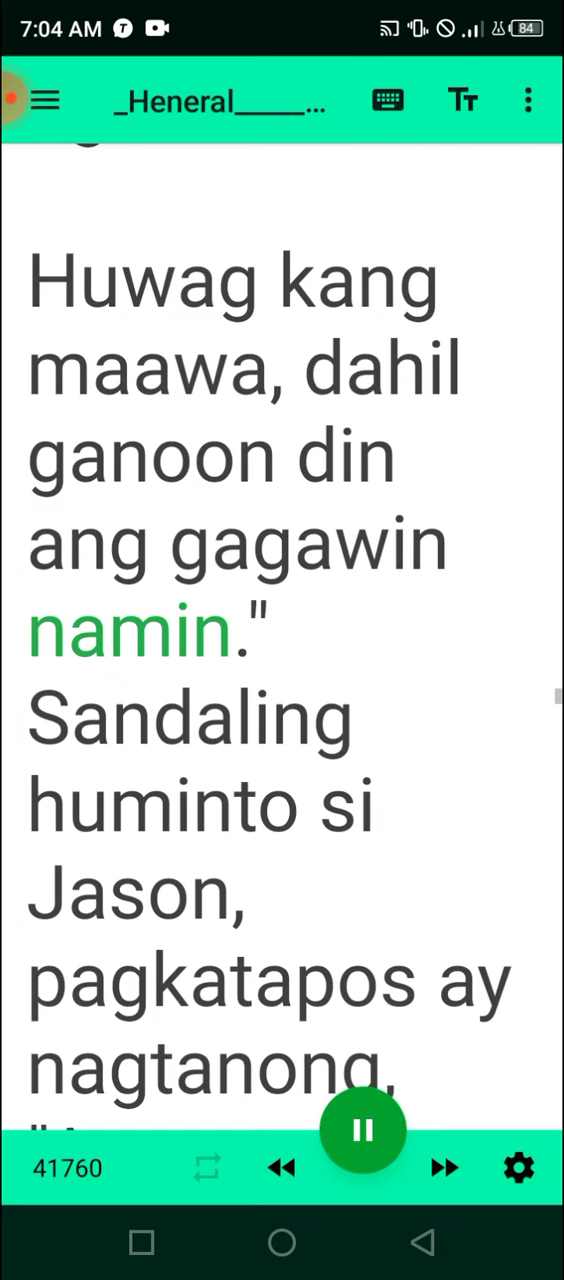 7:04 AM
84
_Heneral_____...
Huwag kang
maawa, dahil
ganoon din
ang gagawin
namin."
Sandaling
huminto si
Jason,
pagkatapos ay
nagtanong,
41760